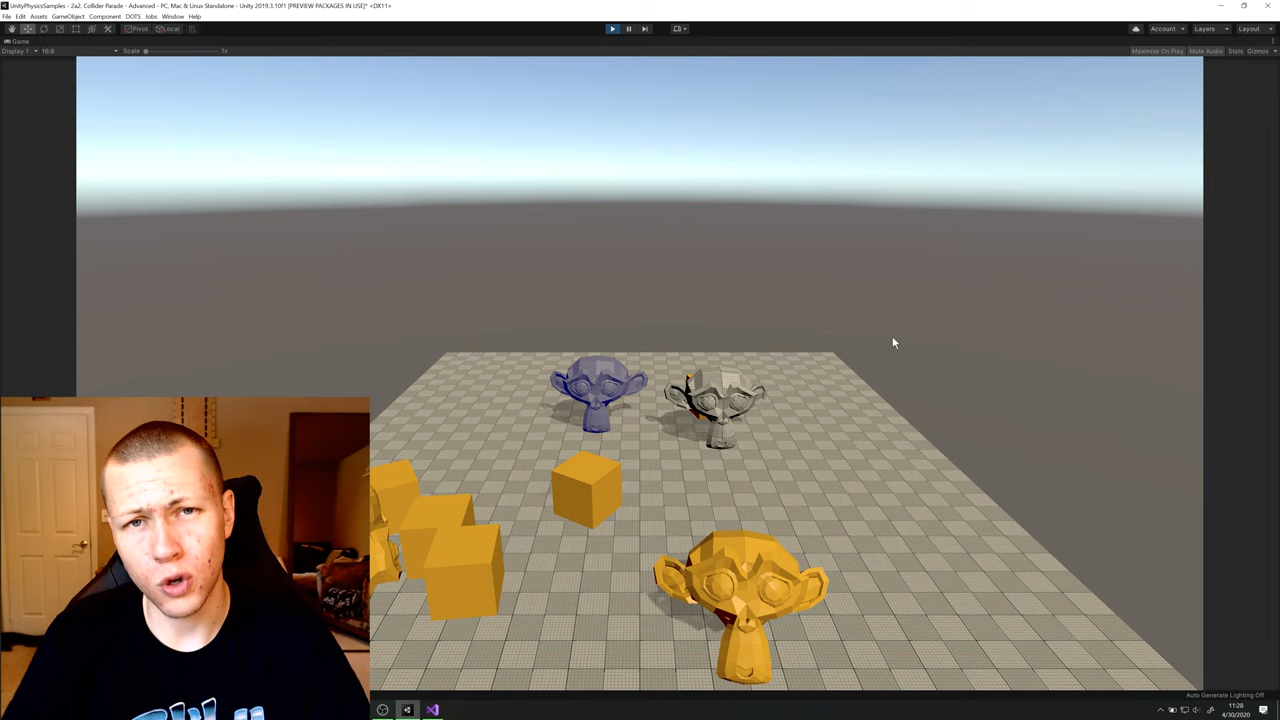 UnityPhysicsSamples - 2a2. Collider Parade - Advanced - PC, Mac & Linux Standalone - Unity 2019.3.10f1 [PREVIEW PACKAGES IN USE]* <DX11>
File Edit Assets GameObject Component DOTS Jobs Window Help
Pivot Local Account Layers Layout
Game
Display 1 16:9 Scale 1x Maximize On Play Mute Audio Stats Gizmos
Auto Generate Lighting Off
11:28
4/30/2020